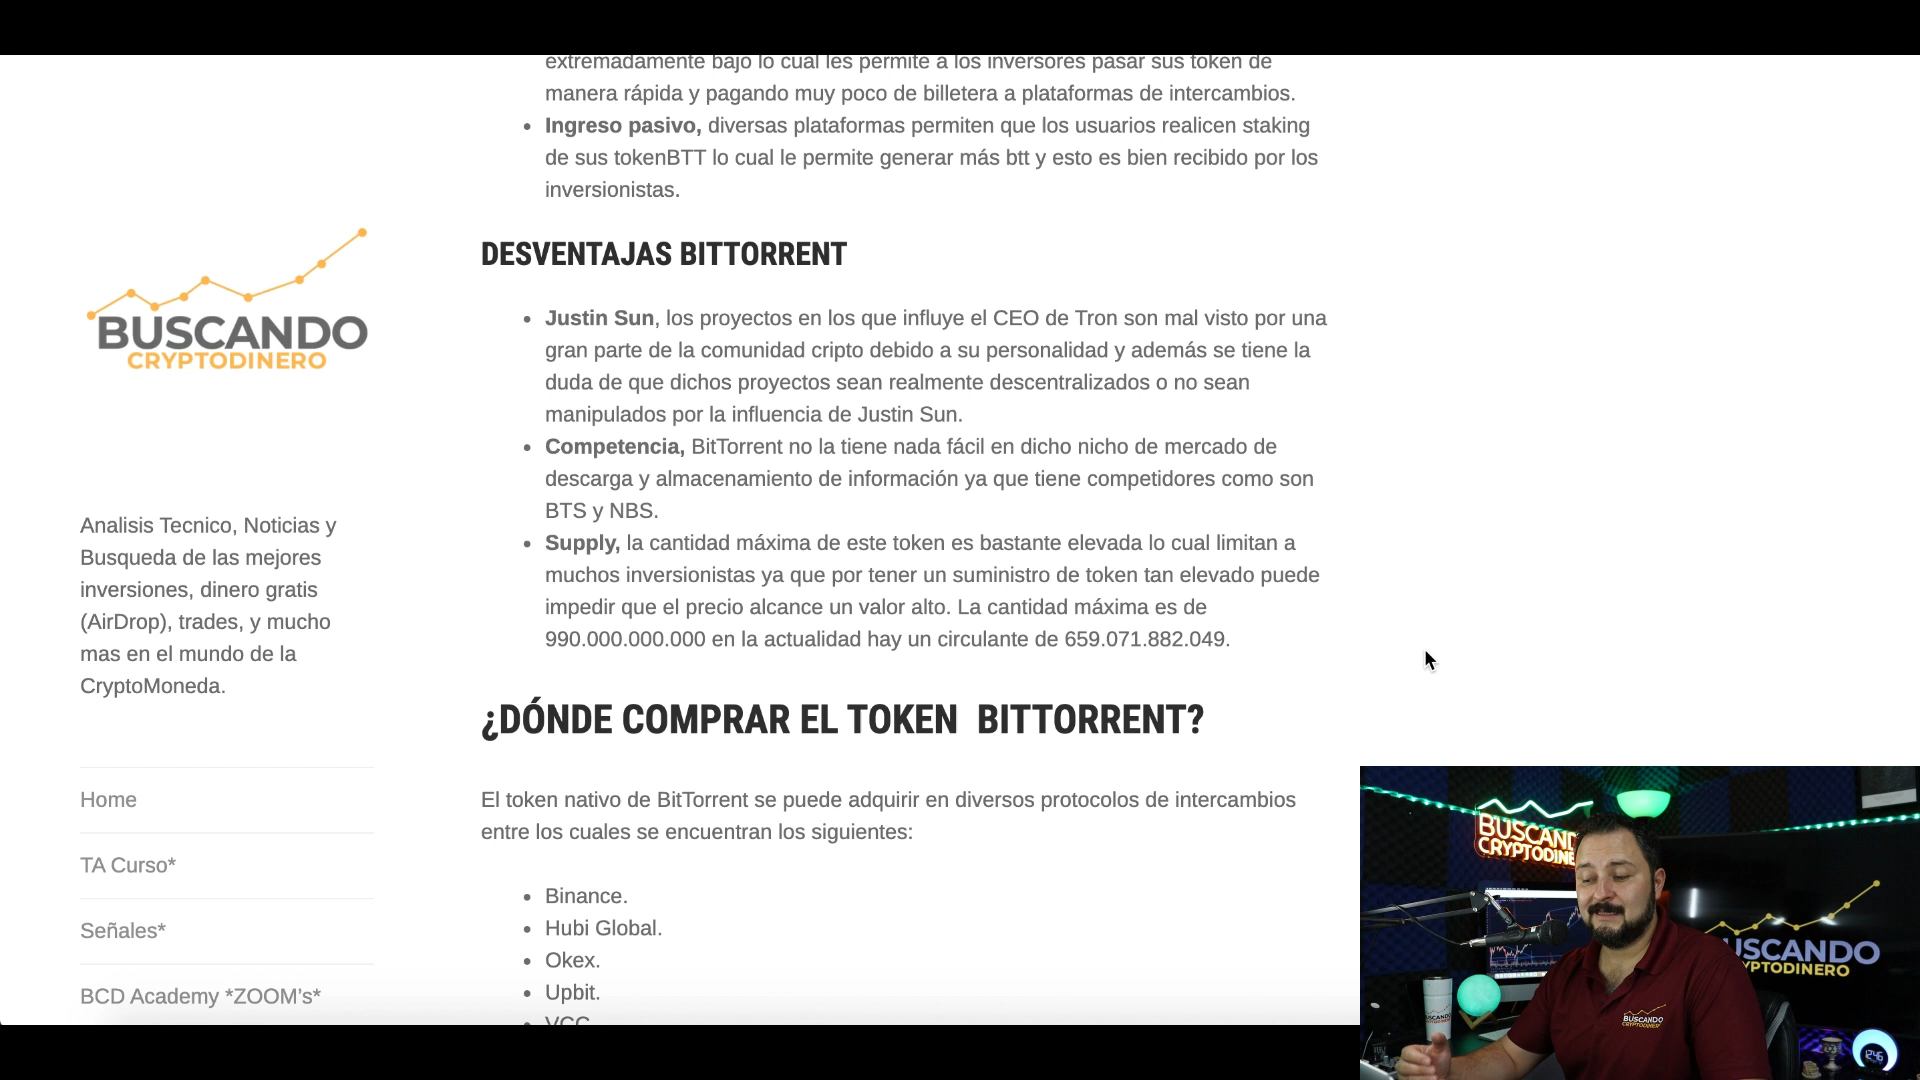 extremadamente bajo lo cual les permite a los inversores pasar sus token de
manera rápida y pagando muy poco de billetera a plataformas de intercambios.
Ingreso pasivo, diversas plataformas permiten que los usuarios realicen staking
de sus tokenBTT lo cual le permite generar más btt y esto es bien recibido por los
inversionistas.
DESVENTAJAS BITTORRENT
Justin Sun, los proyectos en los que influye el CEO de Tron son mal visto por una
gran parte de la comunidad cripto debido a su personalidad y además se tiene la
duda de que dichos proyectos sean realmente descentralizados o no sean
manipulados por la influencia de Justin Sun.
Competencia, BitTorrent no la tiene nada fácil en dicho nicho de mercado de
descarga y almacenamiento de información ya que tiene competidores como son
BTS y NBS.
Supply, la cantidad máxima de este token es bastante elevada lo cual limitan a
muchos inversionistas ya que por tener un suministro de token tan elevado puede
impedir que el precio alcance un valor alto. La cantidad máxima es de
990.000.000.000 en la actualidad hay un circulante de 659.071.882.049.
¿DÓNDE COMPRAR EL TOKEN BITTORRENT?
El token nativo de BitTorrent se puede adquirir en diversos protocolos de intercambios
entre los cuales se encuentran los siguientes:
Binance.
Hubi Global.
Okex.
Upbit.
VCC
BUSCANDO
CRYPTODINERO
Analisis Tecnico, Noticias y
Busqueda de las mejores
inversiones, dinero gratis
(AirDrop), trades, y mucho
mas en el mundo de la
CryptoMoneda.
Home
TA Curso*
Señales*
BCD Academy *ZOOM’s*
BUSCAND
CRYPTODINE
USCANDO
YPTODINERO
BUSCANDO
CRYPTODINERO